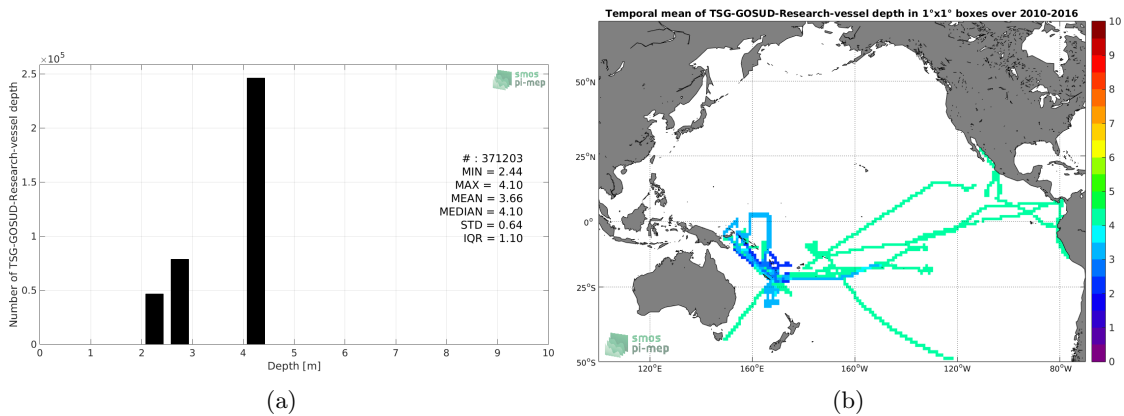 ×10⁵
2.5
2
1.5
1
0.5
0
0 1 2 3 4 5 6 7 8 9 10
Depth [m]
Number of TSG-GOSUD-Research-vessel depth
smos
pi-mep
# : 371203
MIN = 2.44
MAX = 4.10
MEAN = 3.66
MEDIAN = 4.10
STD = 0.64
IQR = 1.10
(a)
Temporal mean of TSG-GOSUD-Research-vessel depth in 1°x1° boxes over 2010-2016
50°N
25°N
0°
25°S
50°S
120°E 160°E 160°W 120°W 80°W
smos
pi-mep
10
9
8
7
6
5
4
3
2
1
0
(b)